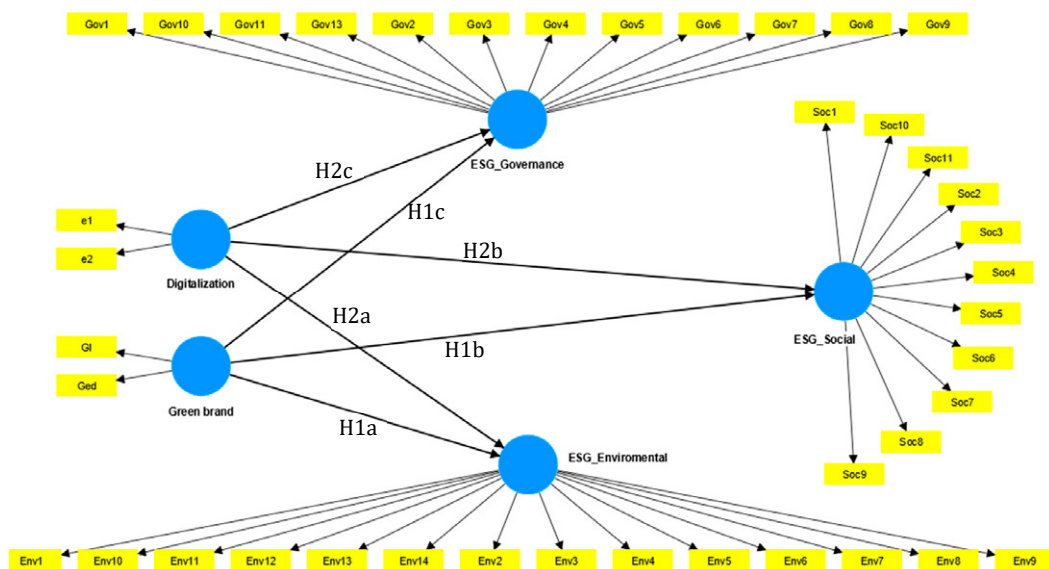 Gov1 Gov10 Gov11 Gov13 Gov2 Gov3 Gov4 Gov5 Gov6 Gov7 Gov8 Gov9
Soc1
Soc10
Soc11
Soc2
Soc3
Soc4
Soc5
Soc6
Soc7
Soc8
Soc9
ESG_Governance
H2c
H1c
e1
e2
Digitalization
H2b
H2a
GI
Ged
Green brand
H1b
ESG_Social
H1a
ESG_Enviromental
Env1 Env10 Env11 Env12 Env13 Env14 Env2 Env3 Env4 Env5 Env6 Env7 Env8 Env9